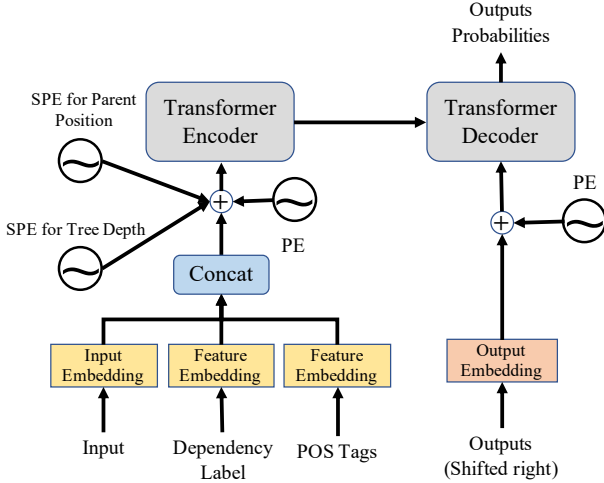 Outputs
Probabilities
SPE for Parent
Position
Transformer
Encoder
Transformer
Decoder
PE
SPE for Tree Depth
+
+
PE
Concat
Input
Embedding
Feature
Embedding
Feature
Embedding
Output
Embedding
Input
Dependency
Label
POS Tags
Outputs
(Shifted right)